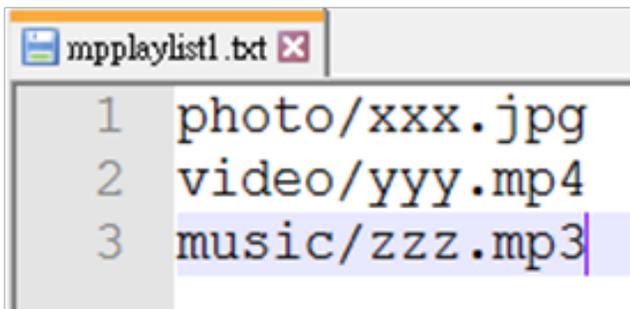 mpplaylist1.txt
1 photo/xxx.jpg
2 video/yyy.mp4
3 music/zzz.mp3